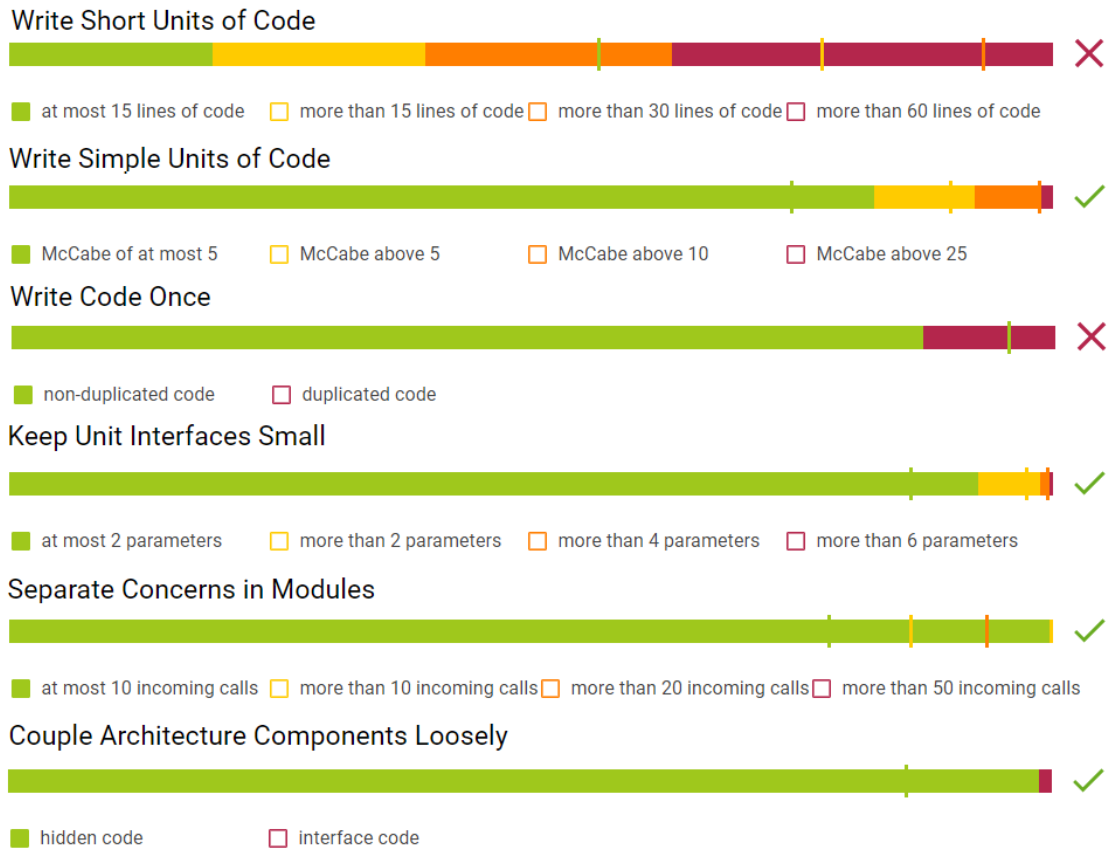 Write Short Units of Code
at most 15 lines of code more than 15 lines of code more than 30 lines of code more than 60 lines of code
Write Simple Units of Code
McCabe of at most 5 McCabe above 5 McCabe above 10 McCabe above 25
Write Code Once
non-duplicated code duplicated code
Keep Unit Interfaces Small
at most 2 parameters more than 2 parameters more than 4 parameters more than 6 parameters
Separate Concerns in Modules
at most 10 incoming calls more than 10 incoming calls more than 20 incoming calls more than 50 incoming calls
Couple Architecture Components Loosely
hidden code interface code